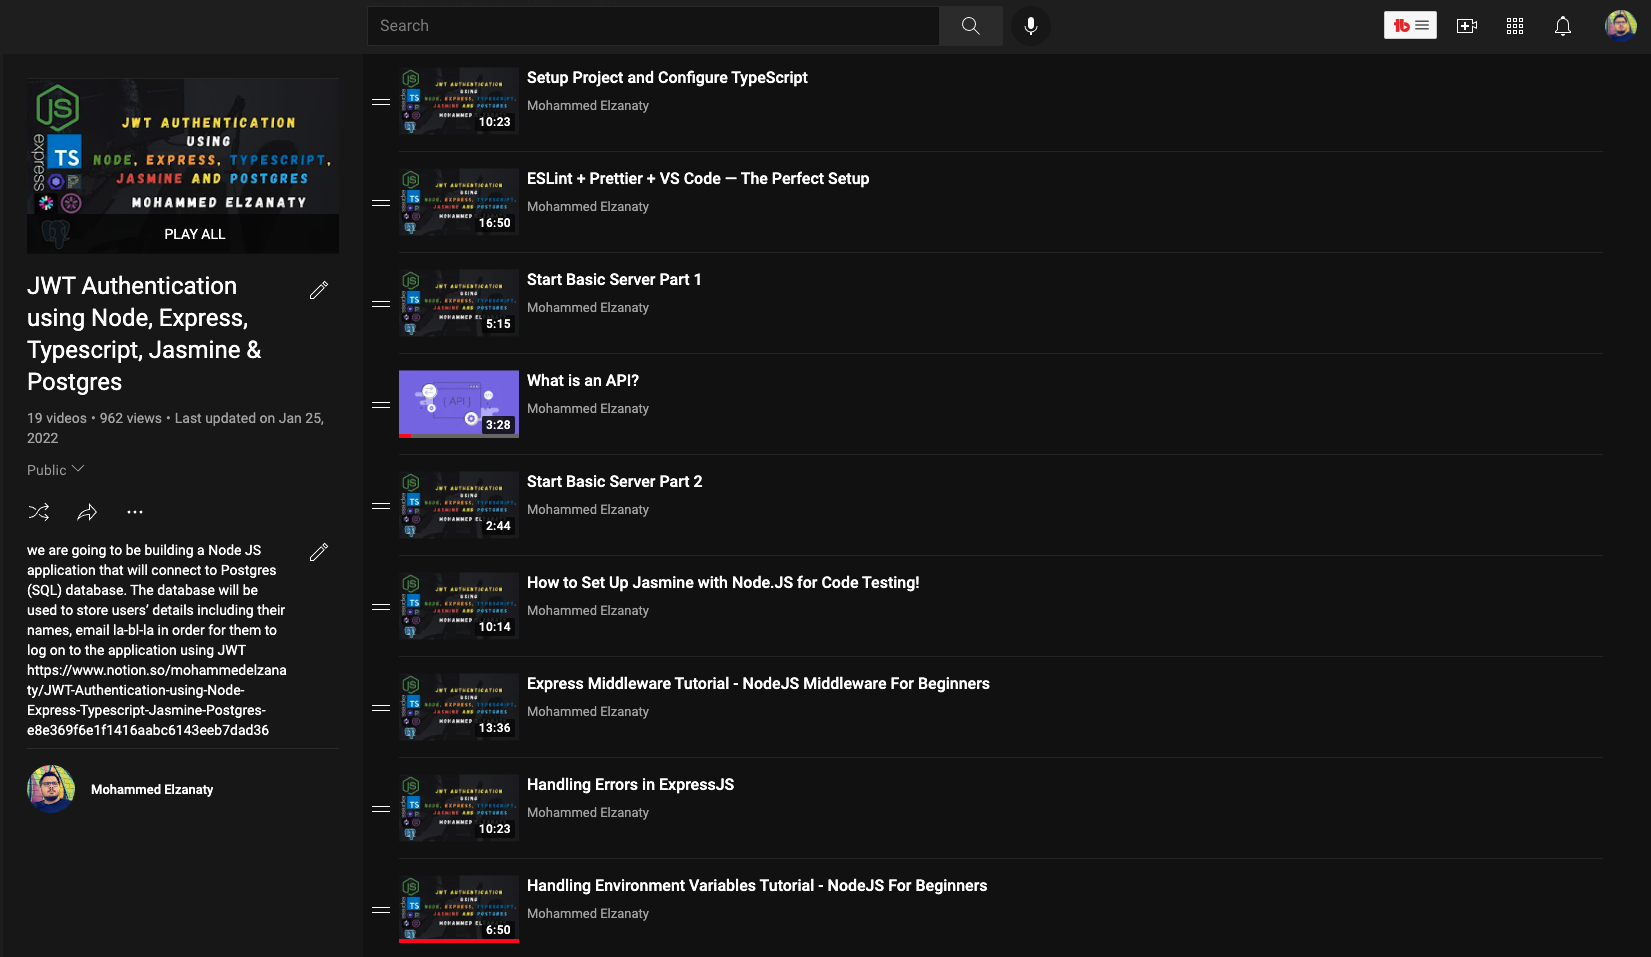 Search
JS
JWT AUTHENTICATION
USING
NODE, EXPRESS, TYPESCRIPT,
JASMINE AND POSTGRES
MOHAMMED ELZANATY
express
TS
PLAY ALL
JWT Authentication
using Node, Express,
Typescript, Jasmine &
Postgres
19 videos • 962 views • Last updated on Jan 25,
2022
Public
we are going to be building a Node JS
application that will connect to Postgres
(SQL) database. The database will be
used to store users’ details including their
names, email la-bl-la in order for them to
log on to the application using JWT
https://www.notion.so/mohammedelzana
ty/JWT-Authentication-using-Node-
Express-Typescript-Jasmine-Postgres-
e8e369f6e1f1416aabc6143eeb7dad36
Mohammed Elzanaty
Setup Project and Configure TypeScript
Mohammed Elzanaty
10:23
ESLint + Prettier + VS Code — The Perfect Setup
Mohammed Elzanaty
16:50
Start Basic Server Part 1
Mohammed Elzanaty
5:15
What is an API?
Mohammed Elzanaty
{ API }
3:28
Start Basic Server Part 2
Mohammed Elzanaty
2:44
How to Set Up Jasmine with Node.JS for Code Testing!
Mohammed Elzanaty
10:14
Express Middleware Tutorial - NodeJS Middleware For Beginners
Mohammed Elzanaty
13:36
Handling Errors in ExpressJS
Mohammed Elzanaty
10:23
Handling Environment Variables Tutorial - NodeJS For Beginners
Mohammed Elzanaty
6:50